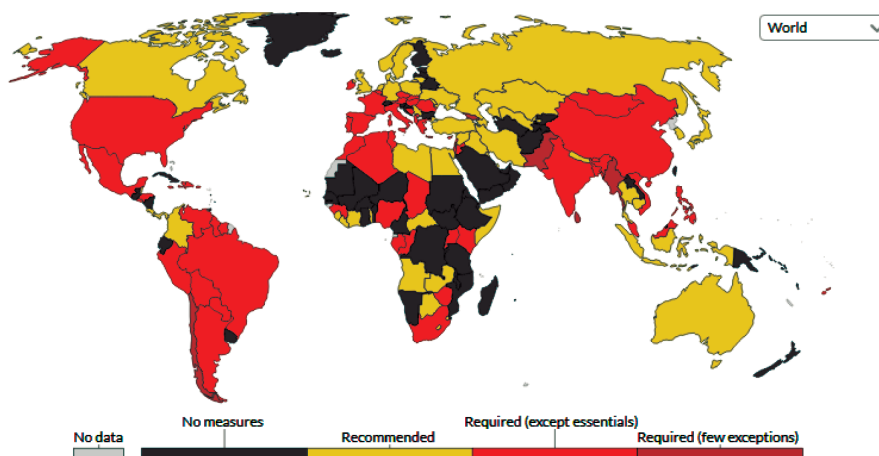 World
No measures
Required (except essentials)
No data
Recommended
Required (few exceptions)